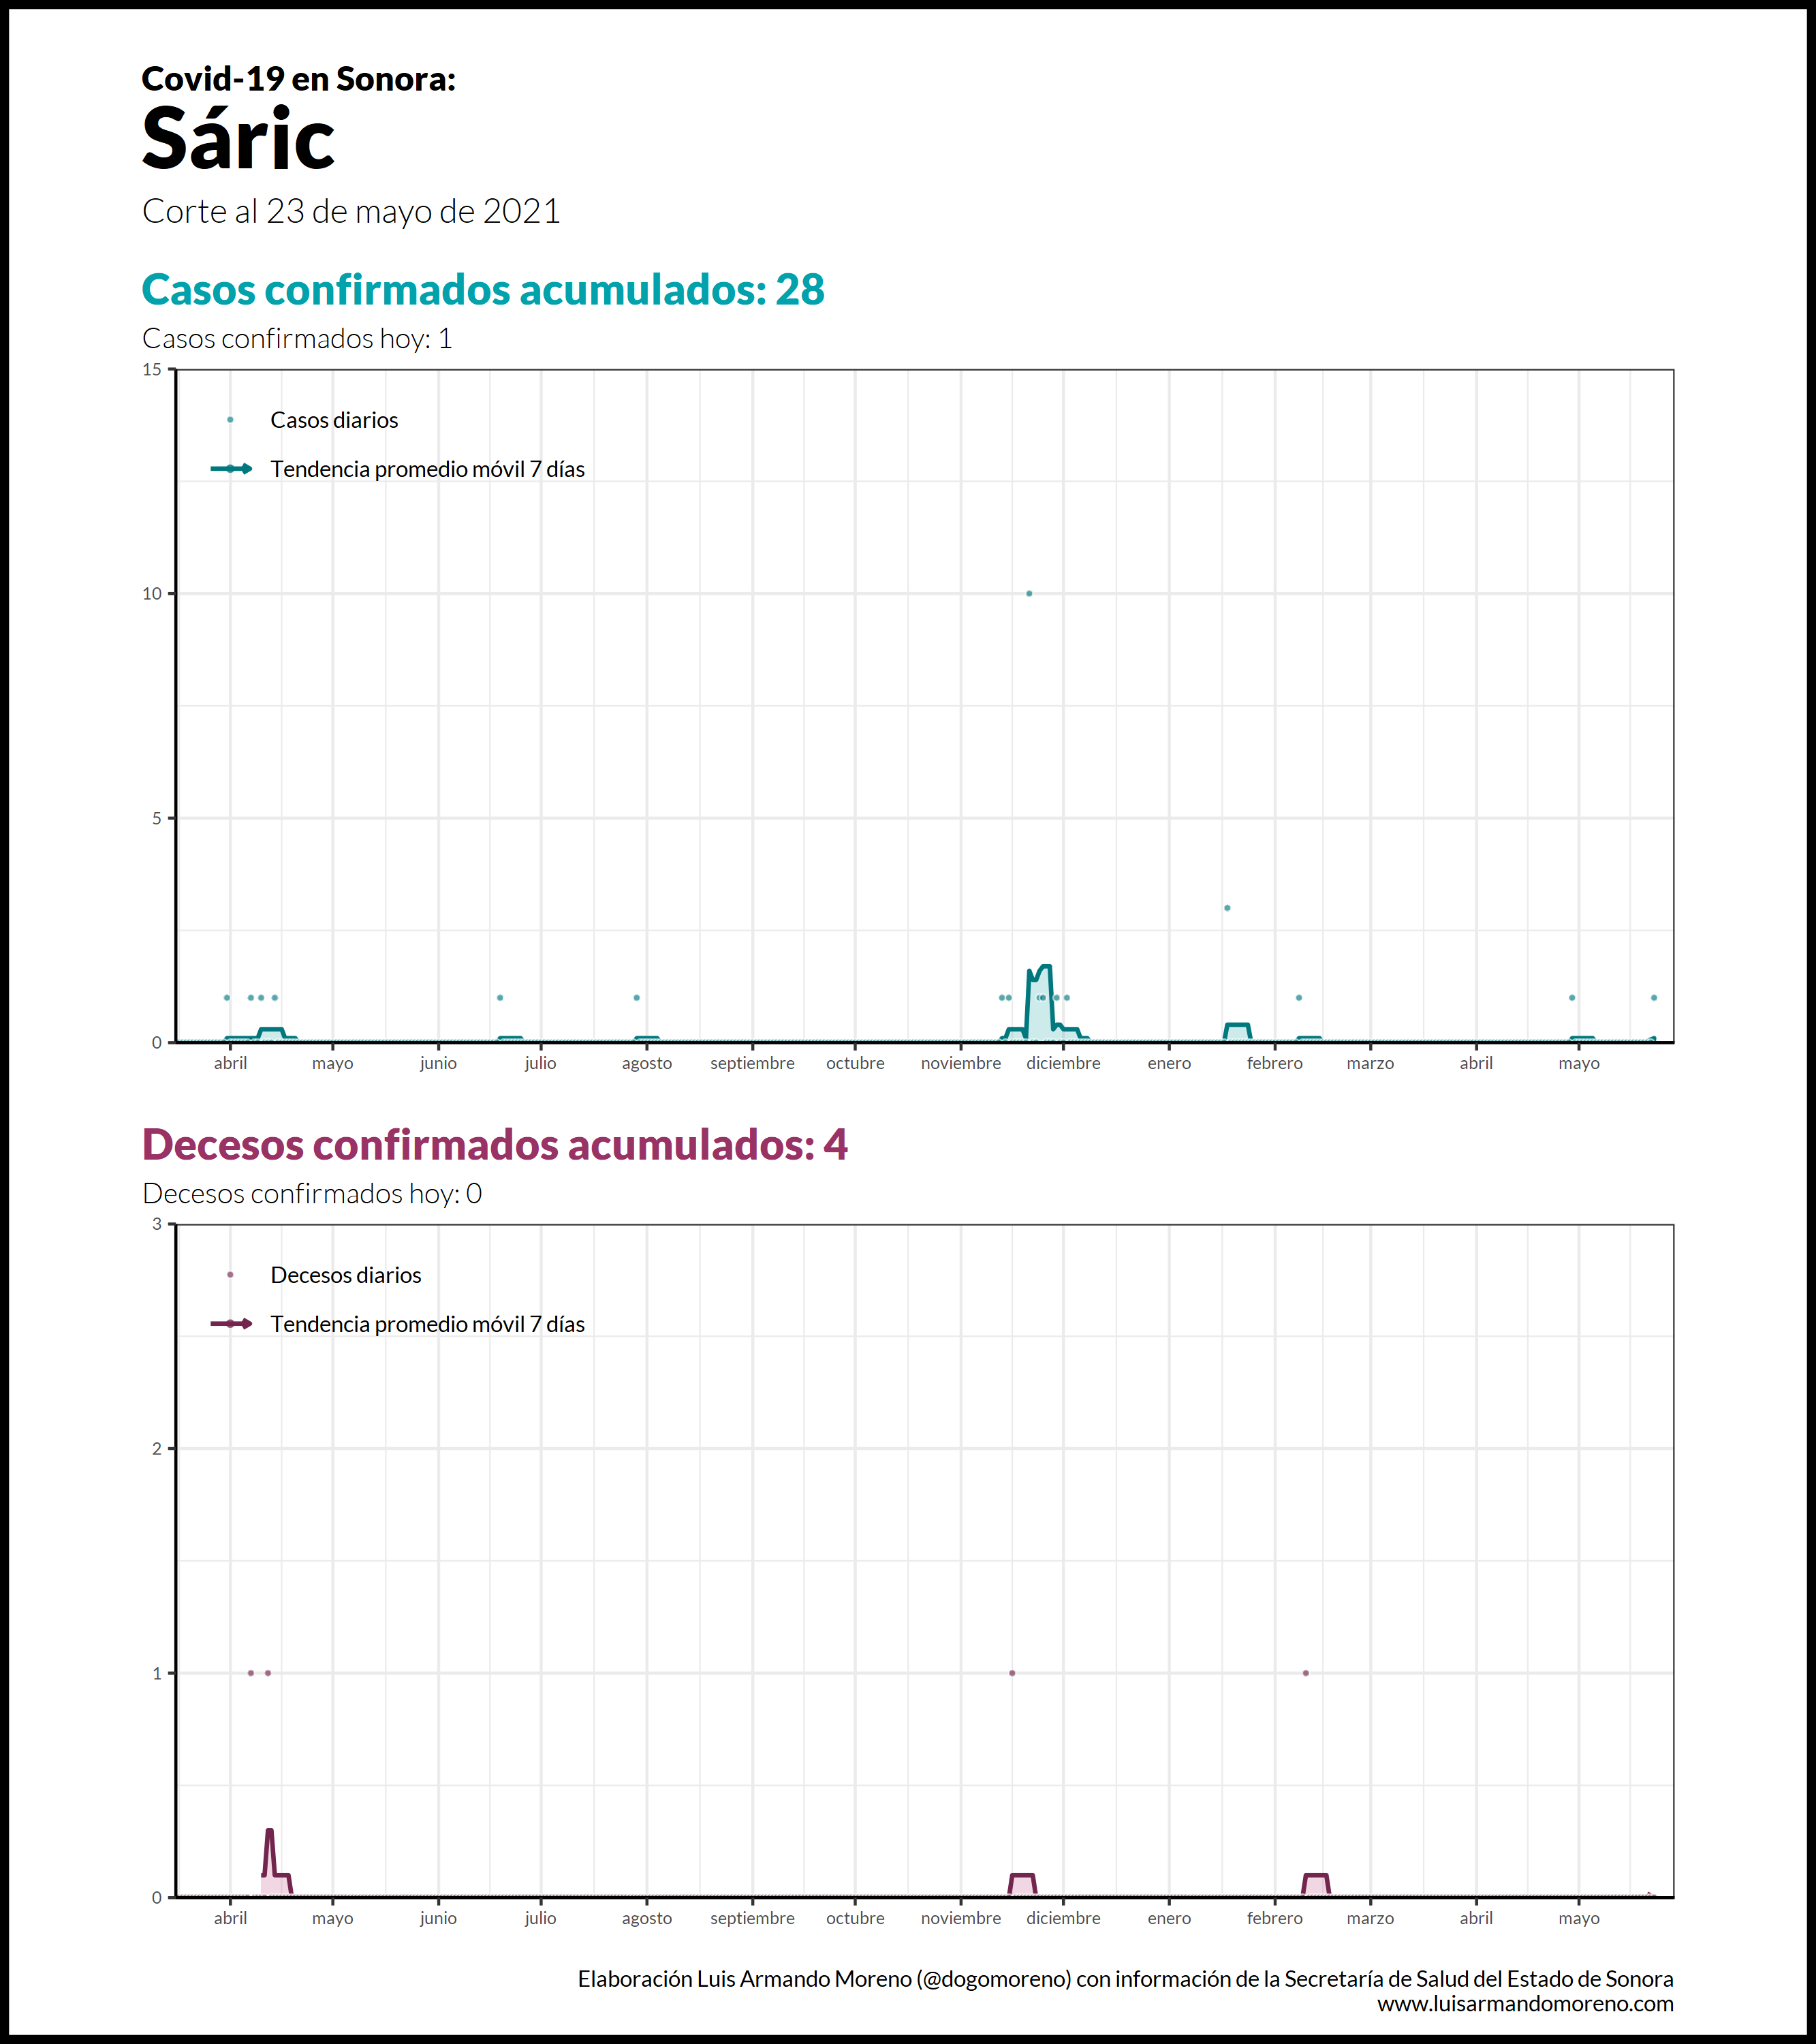 Covid-19 en Sonora:
Sáric
Corte al 23 de mayo de 2021
Casos confirmados acumulados: 28
Casos confirmados hoy: 1
15
Casos diarios
Tendencia promedio móvil 7 días
10
5
0
abril mayo junio julio agosto septiembre octubre noviembre diciembre enero febrero marzo abril mayo
Decesos confirmados acumulados: 4
Decesos confirmados hoy: 0
3
Decesos diarios
Tendencia promedio móvil 7 días
2
1
0
abril mayo junio julio agosto septiembre octubre noviembre diciembre enero febrero marzo abril mayo
Elaboración Luis Armando Moreno (@dogomoreno) con información de la Secretaría de Salud del Estado de Sonora
www.luisarmandomoreno.com